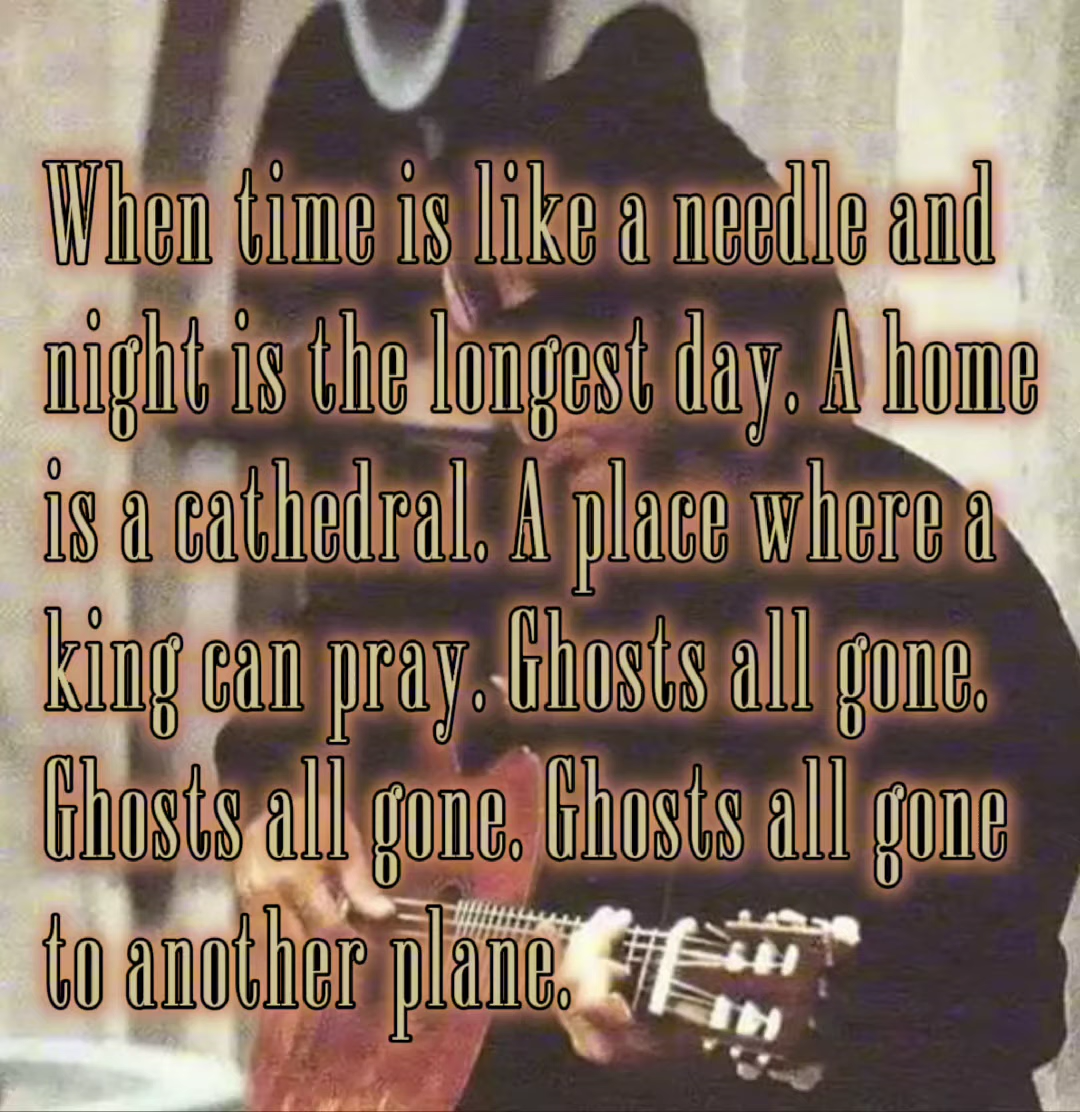 When time is like a needle and
night is the longest day. A home
is a cathedral. A place where a
king can pray. Ghosts all gone.
Ghosts all gone. Ghosts all gone
to another plane.